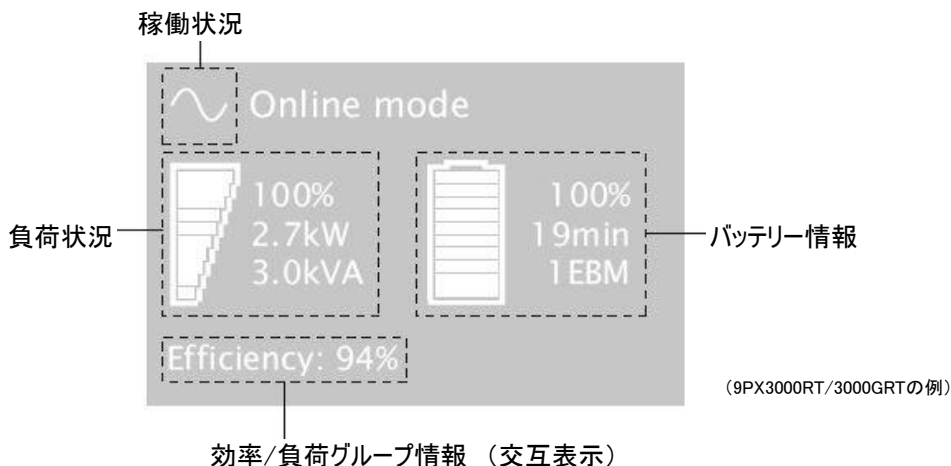 稼働状況
Online mode
負荷状況
100%
2.7kW
3.0kVA
100%
19min
1EBM
バッテリー情報
Efficiency: 94%
(9PX3000RT/3000GRTの例)
効率/負荷グループ情報 (交互表示)